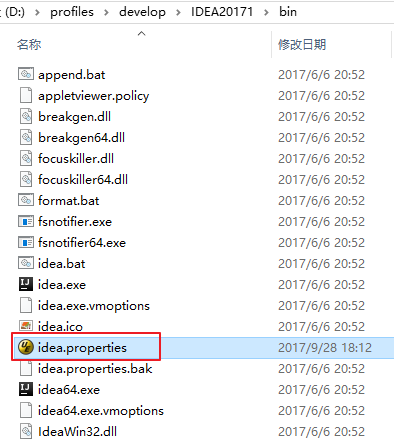 (D:) > profiles > develop > IDEA20171 > bin
名称 修改日期
append.bat 2017/6/6 20:52
appletviewer.policy 2017/6/6 20:52
breakgen.dll 2017/6/6 20:52
breakgen64.dll 2017/6/6 20:52
focuskiller.dll 2017/6/6 20:52
focuskiller64.dll 2017/6/6 20:52
format.bat 2017/6/6 20:52
fsnotifier.exe 2017/6/6 20:52
fsnotifier64.exe 2017/6/6 20:52
idea.bat 2017/6/6 20:52
idea.exe 2017/6/6 20:52
idea.exe.vmoptions 2017/6/6 20:52
idea.ico 2017/6/6 20:52
idea.properties 2017/9/28 18:12
idea.properties.bak 2017/6/6 20:52
idea64.exe 2017/6/6 20:52
idea64.exe.vmoptions 2017/6/6 20:52
IdeaWin32.dll 2017/6/6 20:52